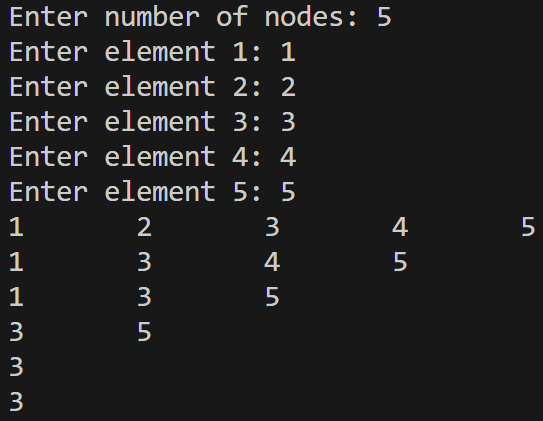 Enter number of nodes: 5
Enter element 1: 1
Enter element 2: 2
Enter element 3: 3
Enter element 4: 4
Enter element 5: 5
1 2 3 4 5
1 3 4 5
1 3 5
3 5
3
3